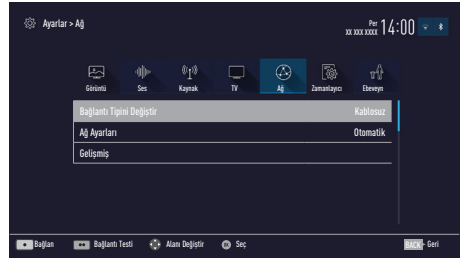 Ayarlar > Ağ
Per
xx xxx xxxx 14:00
Görüntü Ses Kaynak TV Ağ Zamanlayıcı Ebeveyn
Bağlantı Tipini Değiştir Kablosuz
Ağ Ayarları Otomatik
Gelişmiş
Bağlan Bağlantı Testi Alanı Değiştir OK Seç BACK Geri